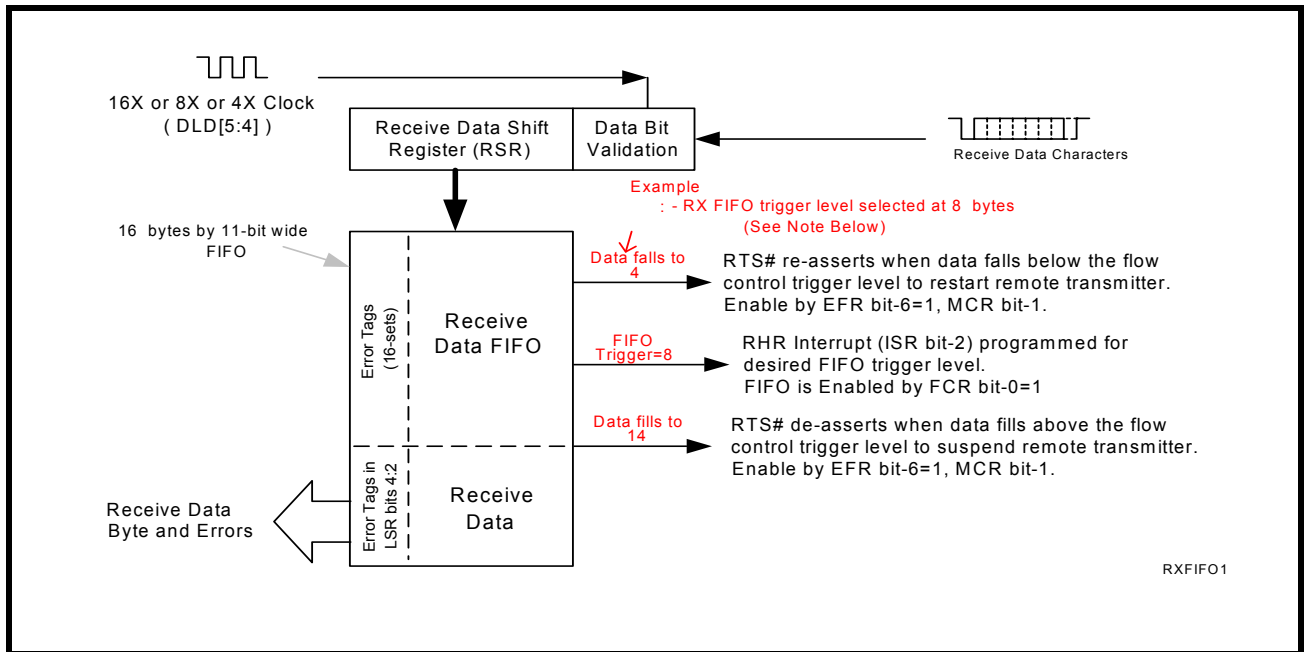 16X or 8X or 4X Clock
( DLD[5:4] )
Receive Data Shift
Register (RSR)
Data Bit
Validation
Receive Data Characters
Example
: - RX FIFO trigger level selected at 8 bytes
(See Note Below)
16 bytes by 11-bit wide
FIFO
Error Tags
(16-sets)
Receive
Data FIFO
Data falls to
4
RTS# re-asserts when data falls below the flow
control trigger level to restart remote transmitter.
Enable by EFR bit-6=1, MCR bit-1.
FIFO
Trigger=8
RHR Interrupt (ISR bit-2) programmed for
desired FIFO trigger level.
FIFO is Enabled by FCR bit-0=1
Data fills to
14
RTS# de-asserts when data fills above the flow
control trigger level to suspend remote transmitter.
Enable by EFR bit-6=1, MCR bit-1.
Error Tags in
LSR bits 4:2
Receive
Data
Receive Data
Byte and Errors
RXFIFO1